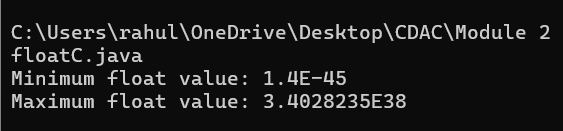 C:\Users\rahul\OneDrive\Desktop\CDAC\Module 2
floatC.java
Minimum float value: 1.4E-45
Maximum float value: 3.4028235E38